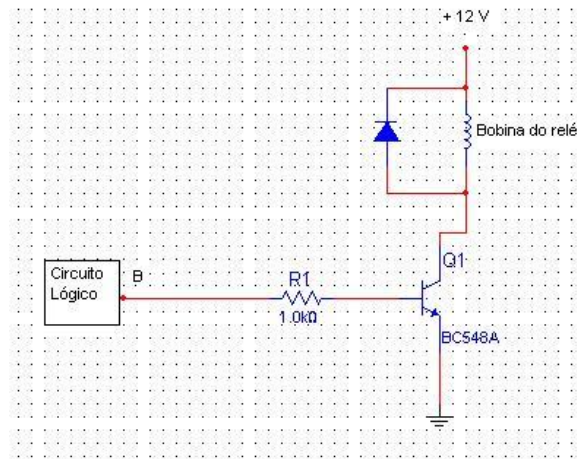 + 12 V
Bobina do relé
Circuito
Lógico
B
R1
1.0kΩ
Q1
BC548A